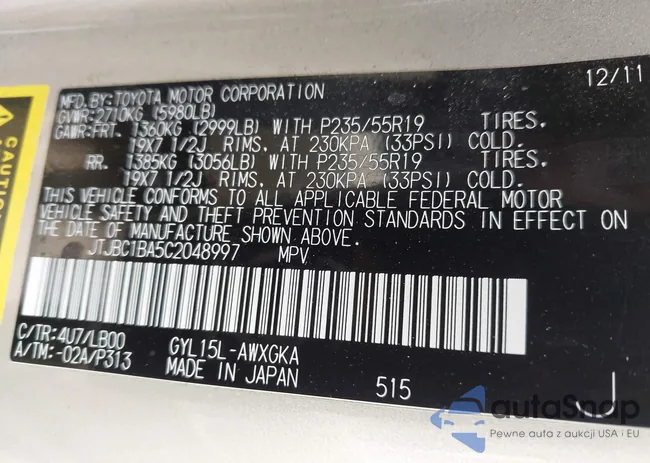 MFD.BY:TOYOTA MOTOR CORPORATION 12/11
GVWR:2710KG (5980LB)
GAWR:FRT. 1360KG (2999LB) WITH P235/55R19 TIRES.
19X7 1/2J RIMS. AT 230KPA (33PSI) COLD.
RR. 1385KG (3056LB) WITH P235/55R19 TIRES.
19X7 1/2J RIMS. AT 230KPA (33PSI) COLD.
THIS VEHICLE CONFORMS TO ALL APPLICABLE FEDERAL MOTOR
VEHICLE SAFETY AND THEFT PREVENTION STANDARDS IN EFFECT ON
THE DATE OF MANUFACTURE SHOWN ABOVE.
JTJBC1BA5C2048997 MPV
C/TR:4U7/LB00 GYL15L-AWXGKA
A/TM:-02A/P313 MADE IN JAPAN 515
J
CAUTION
autoSnap
Pewne auta z aukcji USA i EU